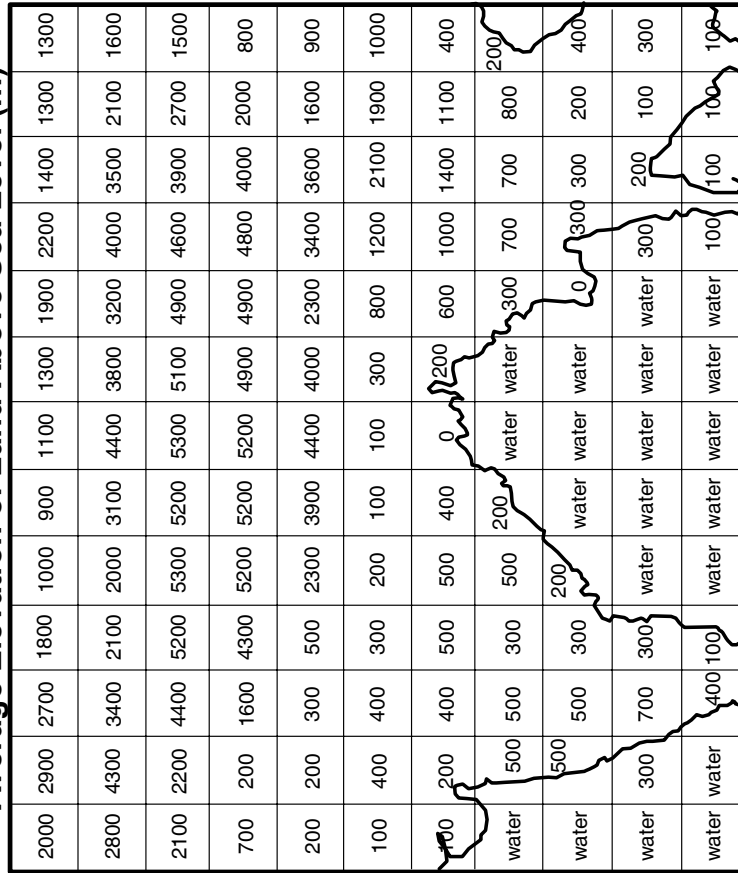 Average Elevation of Land Above Sea Level (m)
2000 2900 2700 1800 1000 900 1100 1300 1900 2200 1400 1300 1300
2800 4300 3400 2100 2000 3100 4400 3800 3200 4000 3500 2100 1600
2100 2200 4400 5200 5300 5200 5300 5100 4900 4600 3900 2700 1500
700 200 1600 4300 5200 5200 5200 4900 4900 4800 4000 2000 800
200 200 300 500 2300 3900 4400 4000 2300 3400 3600 1600 900
100 400 400 300 200 100 100 300 800 1200 2100 1900 1000
100 200 400 500 500 400 0 200 600 1000 1400 1100 400
water 500 500 300 500 200 water water 300 700 700 800 200
water 500 500 300 200 water water water 0 300 300 200 400
water 300 700 300 water water water water water 300 200 100 300
water water 400 100 water water water water water 100 100 100 100